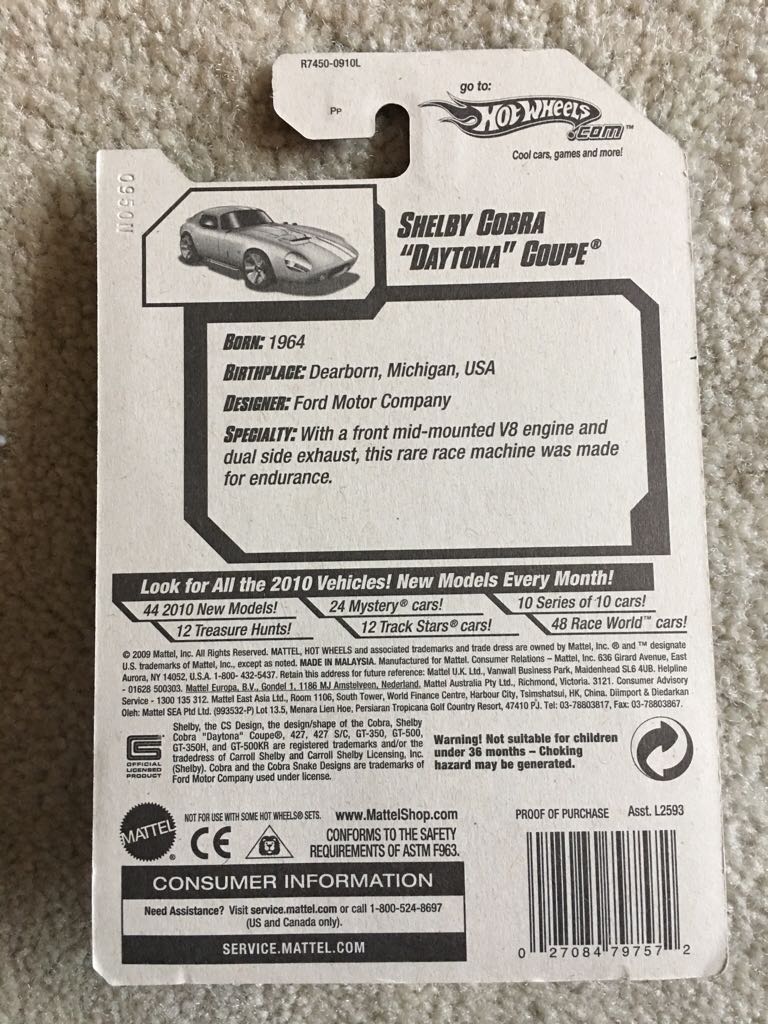 R7450-0910L
Pp
go to:
HOT WHEELS
.COM™
Cool cars, games and more!
0950II
SHELBY COBRA
"DAYTONA" COUPE®
BORN: 1964
BIRTHPLACE: Dearborn, Michigan, USA
DESIGNER: Ford Motor Company
SPECIALTY: With a front mid-mounted V8 engine and
dual side exhaust, this rare race machine was made
for endurance.
Look for All the 2010 Vehicles! New Models Every Month!
44 2010 New Models! 24 Mystery® cars! 10 Series of 10 cars!
12 Treasure Hunts! 12 Track Stars® cars! 48 Race World™ cars!
© 2009 Mattel, Inc. All Rights Reserved. MATTEL, HOT WHEELS and associated trademarks and trade dress are owned by Mattel, Inc. ® and ™ designate
U.S. trademarks of Mattel, Inc., except as noted. MADE IN MALAYSIA. Manufactured for Mattel. Consumer Relations – Mattel, Inc. 636 Girard Avenue, East
Aurora, NY 14052, U.S.A. 1-800- 432-5437. Retain this address for future reference: Mattel U.K. Ltd., Vanwall Business Park, Maidenhead SL6 4UB. Helpline
- 01628 500303. Mattel Europa, B.V., Gondel 1, 1186 MJ Amstelveen, Nederland. Mattel Australia Pty Ltd., Richmond, Victoria. 3121. Consumer Advisory
Service - 1300 135 312. Mattel East Asia Ltd., Room 1106, South Tower, World Finance Centre, Harbour City, Tsimshatsui, HK, China. Diimport & Diedarkan
Oleh: Mattel SEA Ptd Ltd. (993532-P) Lot 13.5, Menara Lien Hoe, Persiaran Tropicana Golf Country Resort, 47410 PJ. Tel: 03-78803817, Fax: 03-78803867.
OFFICIAL
LICENSED
PRODUCT
Shelby, the CS Design, the design/shape of the Cobra, Shelby
Cobra "Daytona" Coupe®, 427, 427 S/C, GT-350, GT-500,
GT-350H, and GT-500KR are registered trademarks and/or the
tradedress of Carroll Shelby and Carroll Shelby Licensing, Inc.
(Shelby). Cobra and the Cobra Snake Designs are trademarks of
Ford Motor Company used under license.
Warning! Not suitable for children
under 36 months – Choking
hazard may be generated.
MATTEL®
NOT FOR USE WITH SOME HOT WHEELS® SETS. www.MattelShop.com
CE
CONFORMS TO THE SAFETY
REQUIREMENTS OF ASTM F963.
PROOF OF PURCHASE Asst. L2593
CONSUMER INFORMATION
Need Assistance? Visit service.mattel.com or call 1-800-524-8697
(US and Canada only).
SERVICE.MATTEL.COM
0 27084 79757 2